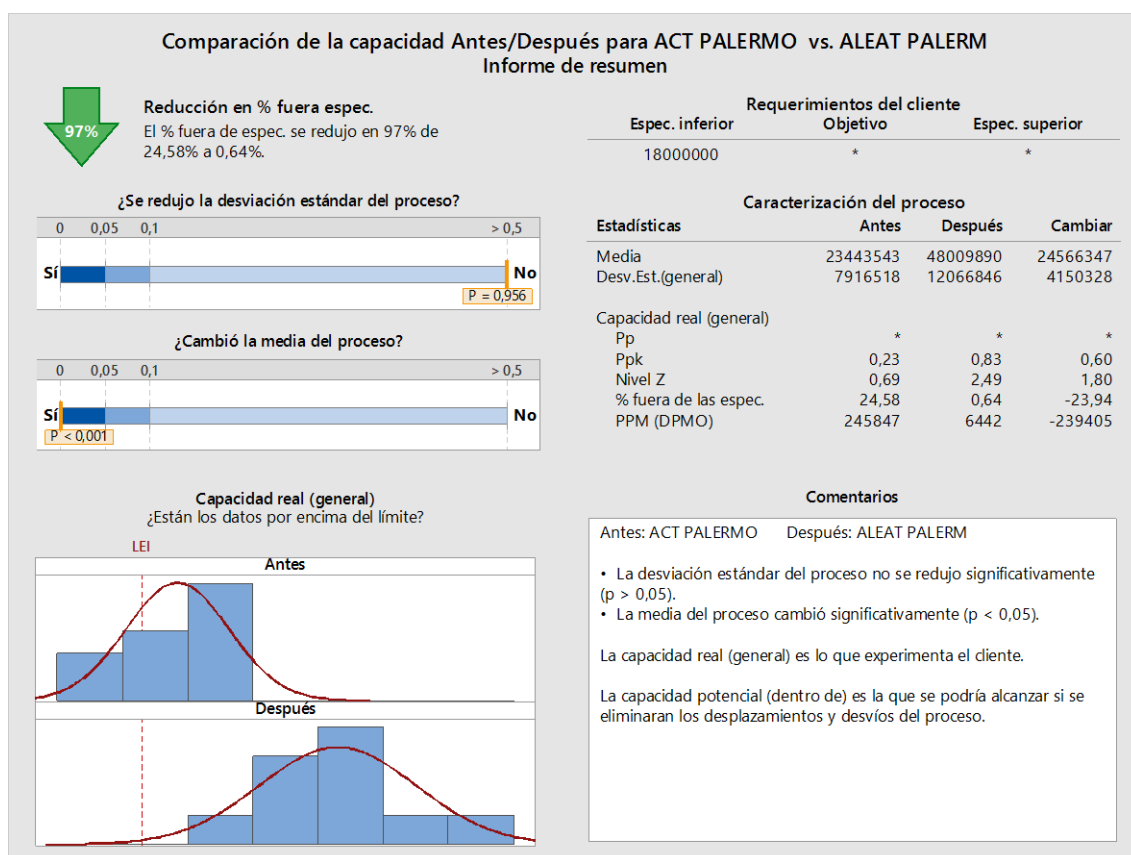 Comparación de la capacidad Antes/Después para ACT PALERMO vs. ALEAT PALERM
Informe de resumen
97%
Reducción en % fuera espec.
El % fuera de espec. se redujo en 97% de
24,58% a 0,64%.
Requerimientos del cliente
Espec. inferior Objetivo Espec. superior
18000000 * *
¿Se redujo la desviación estándar del proceso?
0 0,05 0,1 > 0,5
Sí No
P = 0,956
¿Cambió la media del proceso?
0 0,05 0,1 > 0,5
Sí No
P < 0,001
Caracterización del proceso
Estadísticas Antes Después Cambiar
Media 23443543 48009890 24566347
Desv.Est.(general) 7916518 12066846 4150328
Capacidad real (general)
Pp * * *
Ppk 0,23 0,83 0,60
Nivel Z 0,69 2,49 1,80
% fuera de las espec. 24,58 0,64 -23,94
PPM (DPMO) 245847 6442 -239405
Capacidad real (general)
¿Están los datos por encima del límite?
LEI
Antes
Después
Comentarios
Antes: ACT PALERMO Después: ALEAT PALERM
• La desviación estándar del proceso no se redujo significativamente
(p > 0,05).
• La media del proceso cambió significativamente (p < 0,05).
La capacidad real (general) es lo que experimenta el cliente.
La capacidad potencial (dentro de) es la que se podría alcanzar si se
eliminaran los desplazamientos y desvíos del proceso.